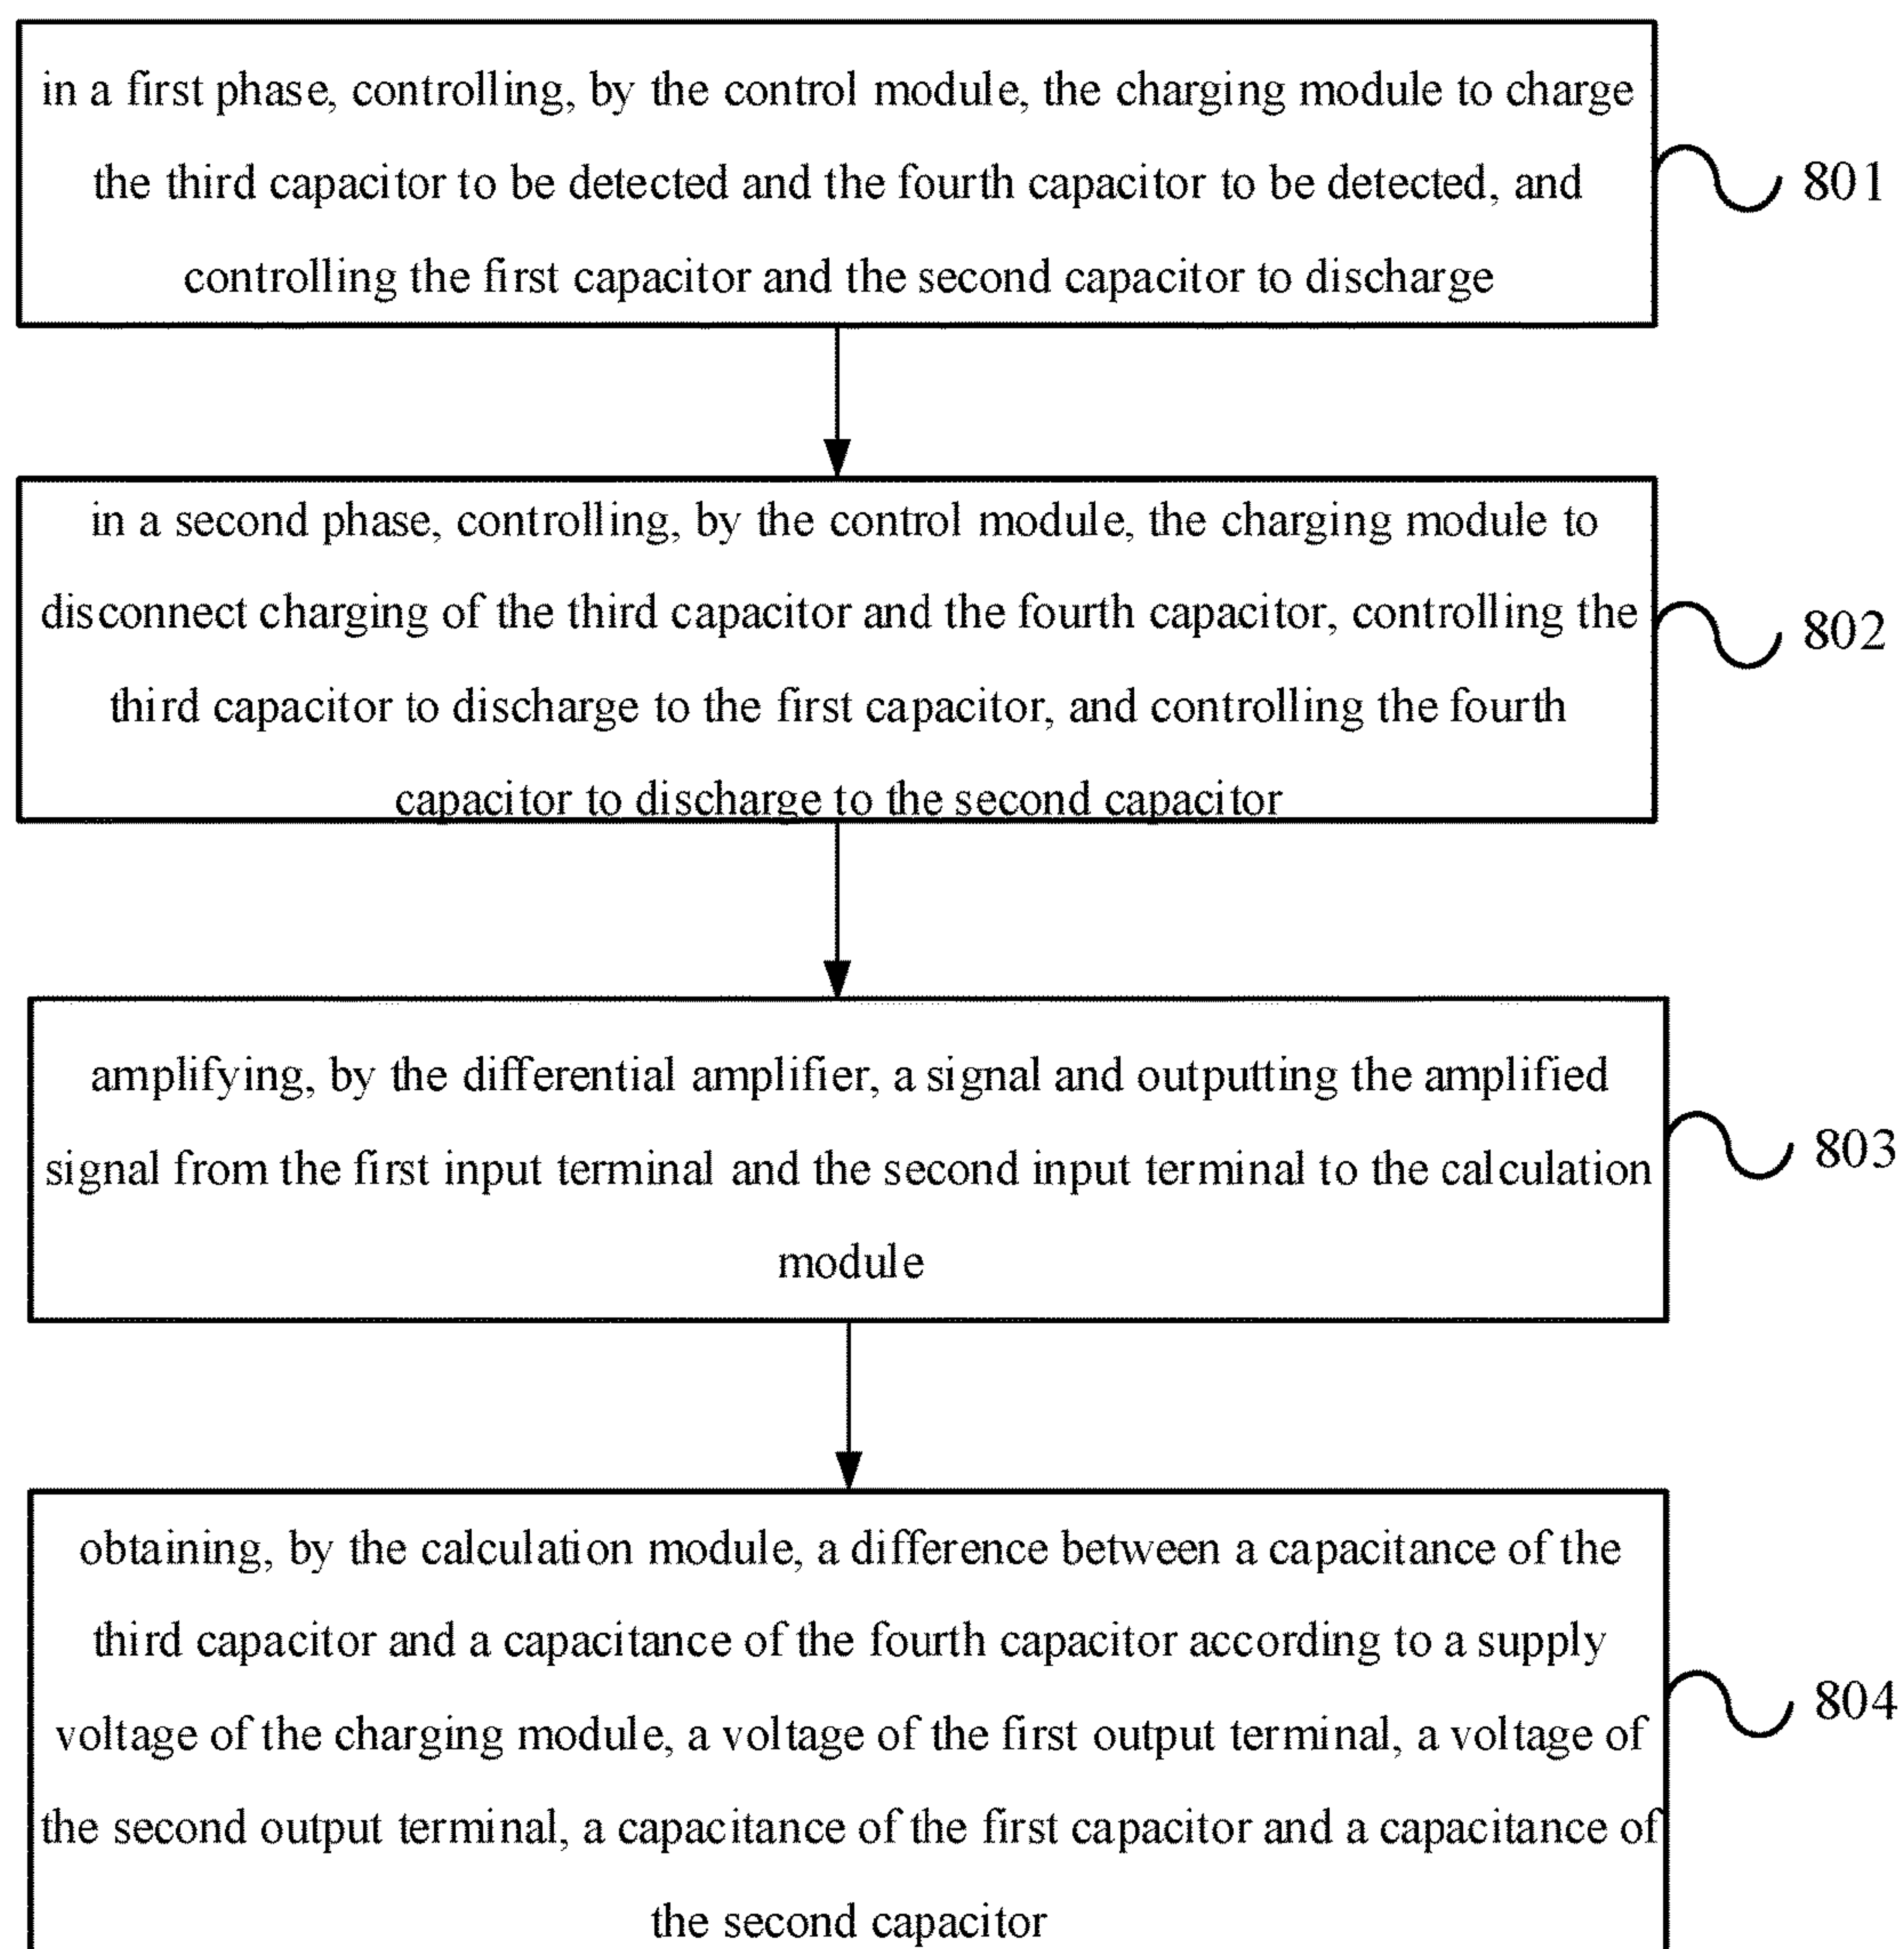 in a first phase, controlling, by the control module, the charging module to charge
the third capacitor to be detected and the fourth capacitor to be detected, and
controlling the first capacitor and the second capacitor to discharge
801
in a second phase, controlling, by the control module, the charging module to
disconnect charging of the third capacitor and the fourth capacitor, controlling the
third capacitor to discharge to the first capacitor, and controlling the fourth
capacitor to discharge to the second capacitor
802
amplifying, by the differential amplifier, a signal and outputting the amplified
signal from the first input terminal and the second input terminal to the calculation
module
803
obtaining, by the calculation module, a difference between a capacitance of the
third capacitor and a capacitance of the fourth capacitor according to a supply
voltage of the charging module, a voltage of the first output terminal, a voltage of
the second output terminal, a capacitance of the first capacitor and a capacitance of
the second capacitor
804